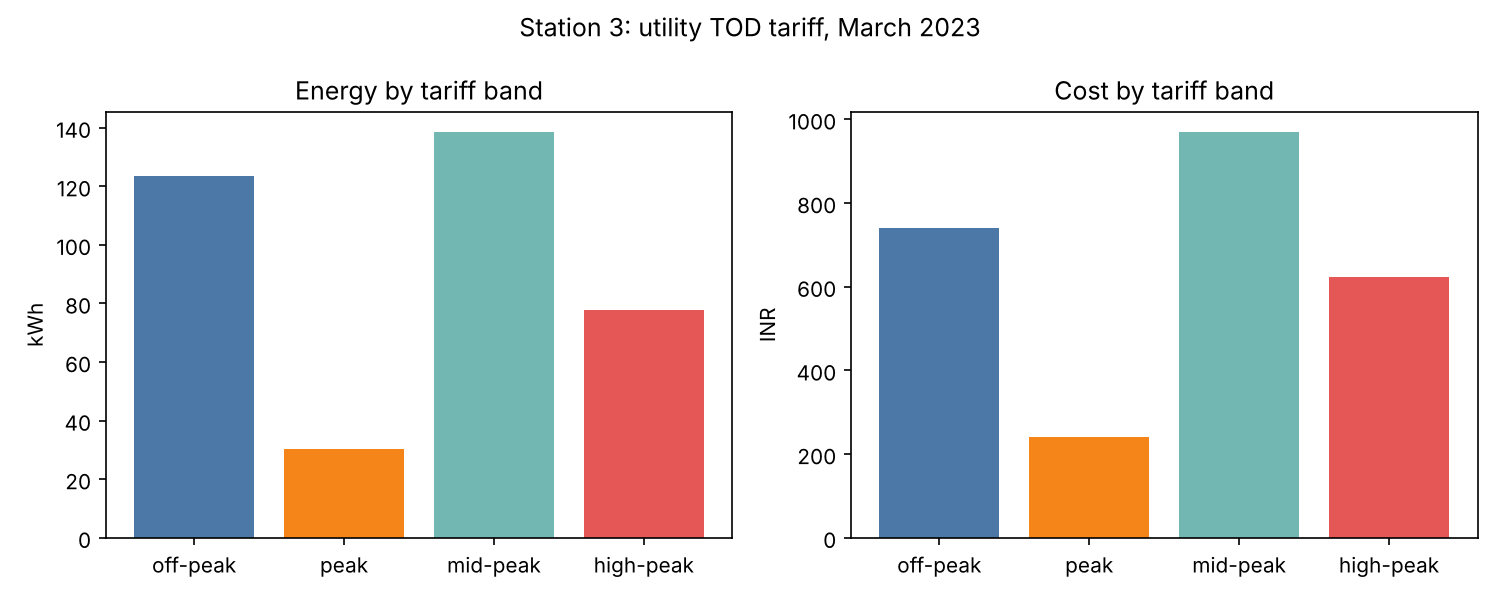 Station 3: utility TOD tariff, March 2023
Energy by tariff band
kWh
140
120
100
80
60
40
20
0
off-peak peak mid-peak high-peak
Cost by tariff band
INR
1000
800
600
400
200
0
off-peak peak mid-peak high-peak